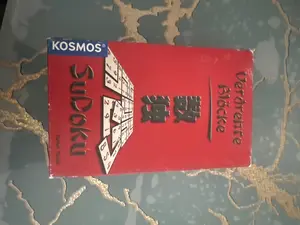 KOSMOS
Verdrehte
Blöcke
数独
SuDoku